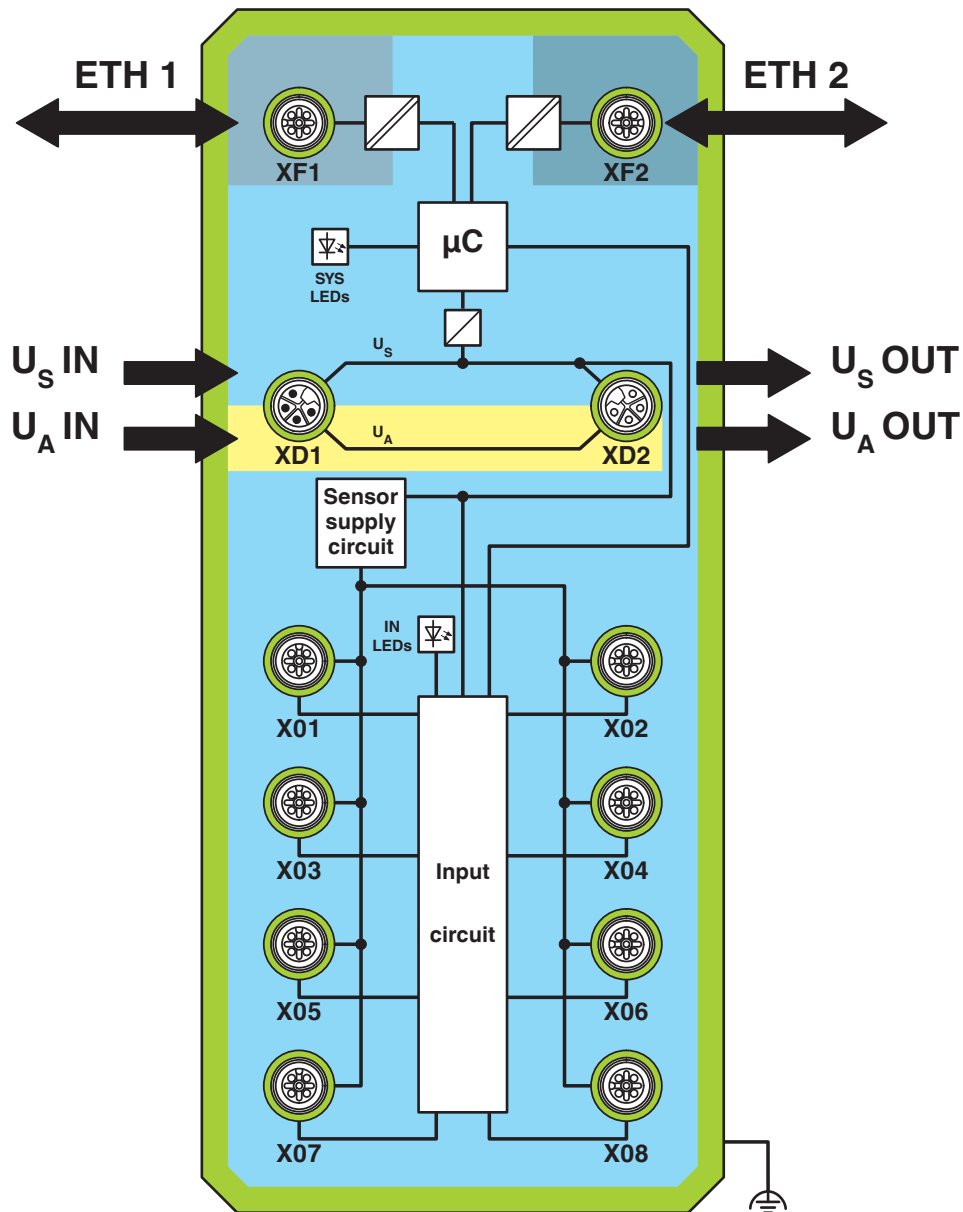 ETH 1
ETH 2
XF1
XF2
µC
SYS
LEDs
US IN
US
US OUT
UA IN
UA
UA OUT
XD1
XD2
Sensor
supply
circuit
IN
LEDs
X01
X02
X03
X04
Input
circuit
X05
X06
X07
X08